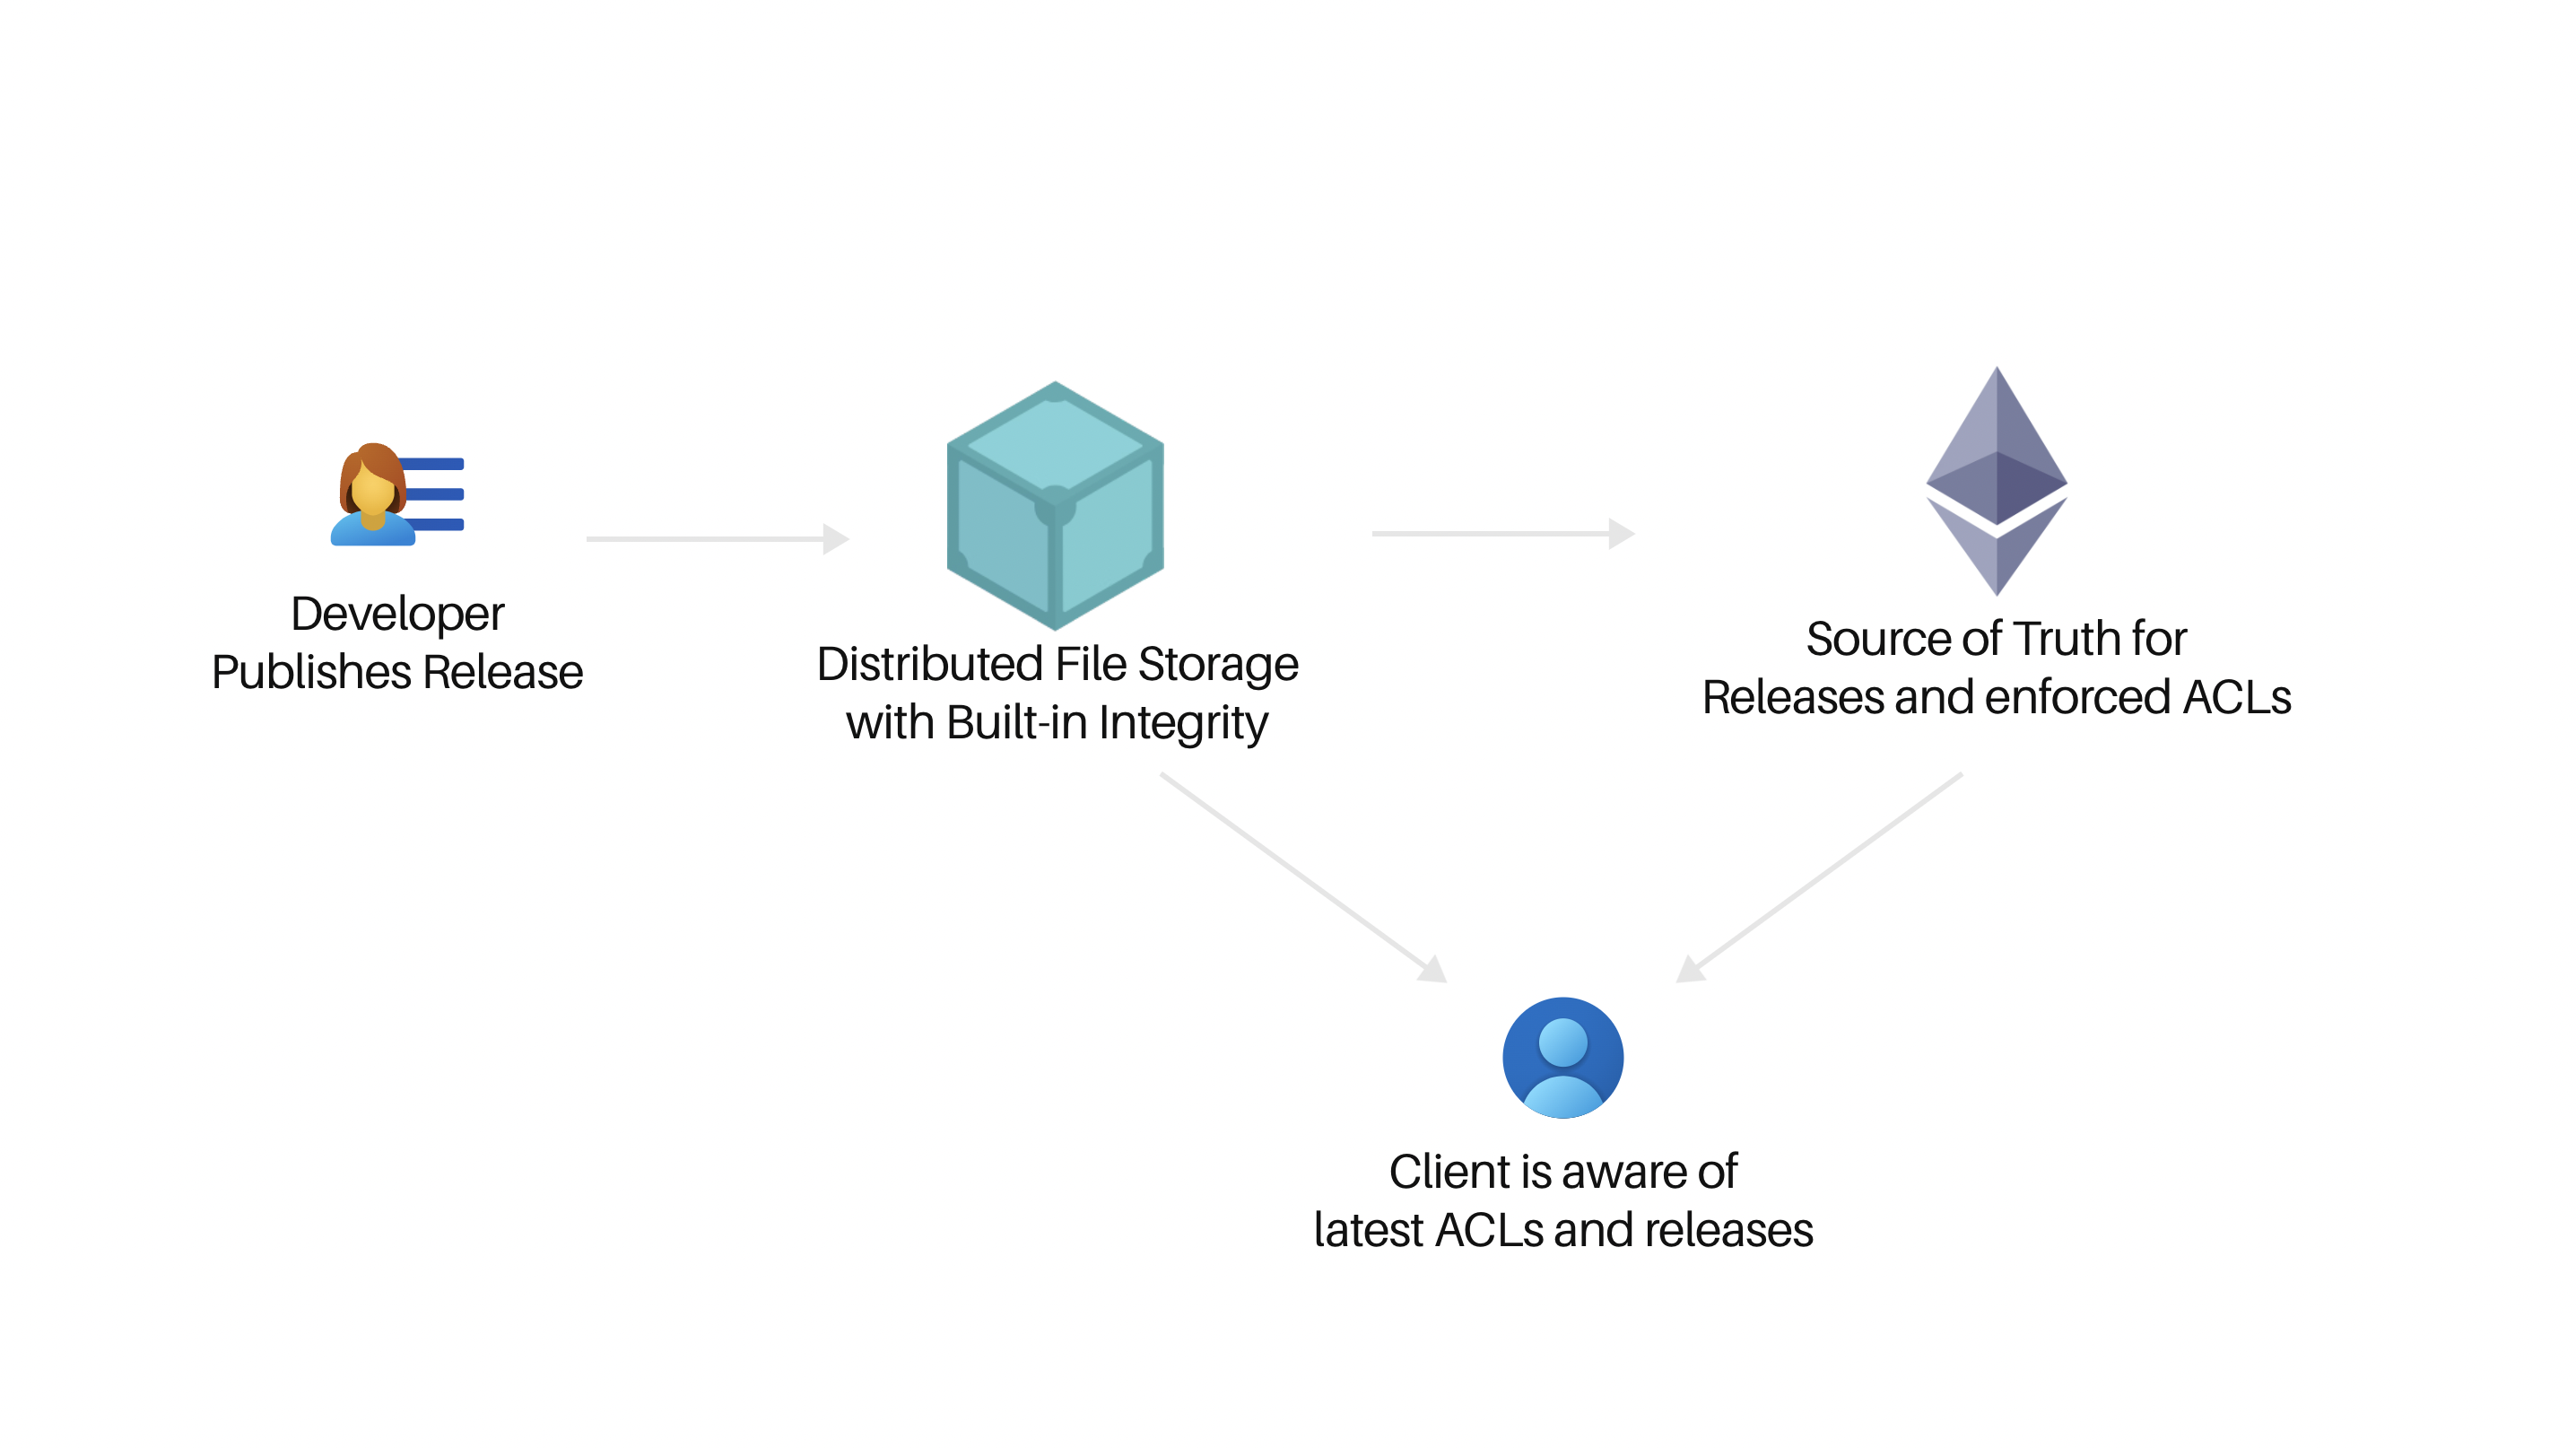 Developer
Publishes Release
Distributed File Storage
with Built-in Integrity
Source of Truth for
Releases and enforced ACLs
Client is aware of
latest ACLs and releases